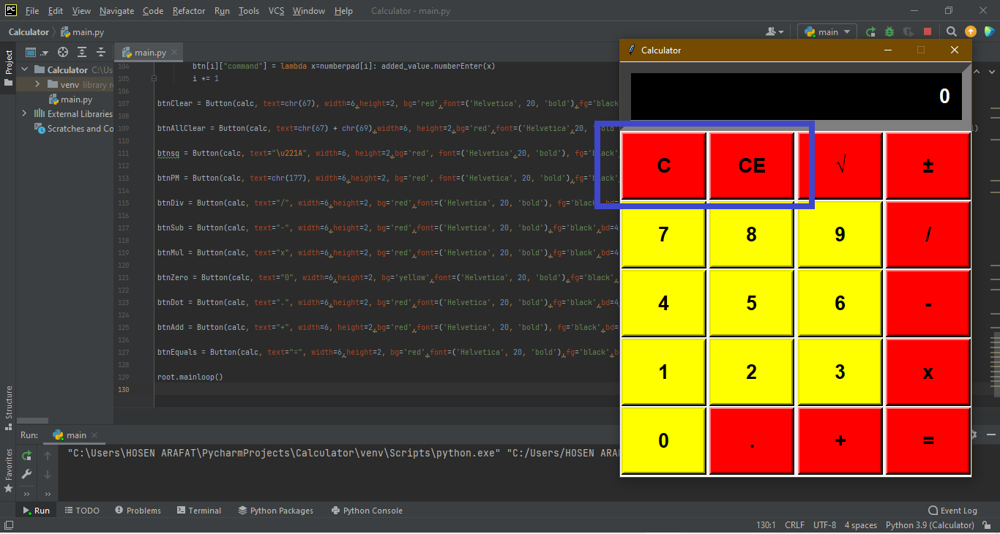 PC File Edit View Navigate Code Refactor Run Tools VCS Window Help Calculator - main.py
Calculator main.py main
Project
main.py
Calculator C:\Us
venv library r
main.py
External Libraries
Scratches and Co
104 btn[i]["command"] = lambda x=numberpad[i]: added_value.numberEnter(x)
105 i += 1
106
107 btnClear = Button(calc, text=chr(67), width=6,height=2, bg='red',font=('Helvetica', 20, 'bold'),fg='black'
108
109 btnAllClear = Button(calc, text=chr(67) + chr(69),width=6, height=2,bg='red',font=('Helvetica',20, 'bold'
110
111 btnsq = Button(calc, text="\u221A", width=6, height=2,bg='red', font=('Helvetica',20, 'bold'), fg='black',
112
113 btnPM = Button(calc, text=chr(177), width=6,height=2, bg='red', font=('Helvetica', 20, 'bold'),fg='black',
114
115 btnDiv = Button(calc, text="/", width=6,height=2, bg='red',font=('Helvetica', 20, 'bold'), fg='black',bd=
116
117 btnSub = Button(calc, text="-", width=6,height=2, bg='red',font=('Helvetica', 20, 'bold'),fg='black',bd=4
118
119 btnMul = Button(calc, text="x", width=6,height=2, bg='red',font=('Helvetica', 20, 'bold'),fg='black',bd=4
120
121 btnZero = Button(calc, text="0", width=6,height=2, bg='yellow',font=('Helvetica', 20, 'bold'),fg='black',
122
123 btnDot = Button(calc, text=".", width=6,height=2, bg='red',font=('Helvetica', 20, 'bold'),fg='black',bd=4
124
125 btnAdd = Button(calc, text="+", width=6, height=2,bg='red',font=('Helvetica', 20, 'bold'), fg='black',bd=
126
127 btnEquals = Button(calc, text="=", width=6,height=2, bg='red',font=('Helvetica', 20, 'bold'),fg='black',b
128
129 root.mainloop()
130
Calculator
0
C CE √ ±
7 8 9 /
4 5 6 -
1 2 3 x
0 . + =
Structure
Favorites
Run: main
"C:\Users\HOSEN ARAFAT\PycharmProjects\Calculator\venv\Scripts\python.exe" "C:/Users/HOSEN ARA
Run TODO Problems Terminal Python Packages Python Console Event Log
130:1 CRLF UTF-8 4 spaces Python 3.9 (Calculator)